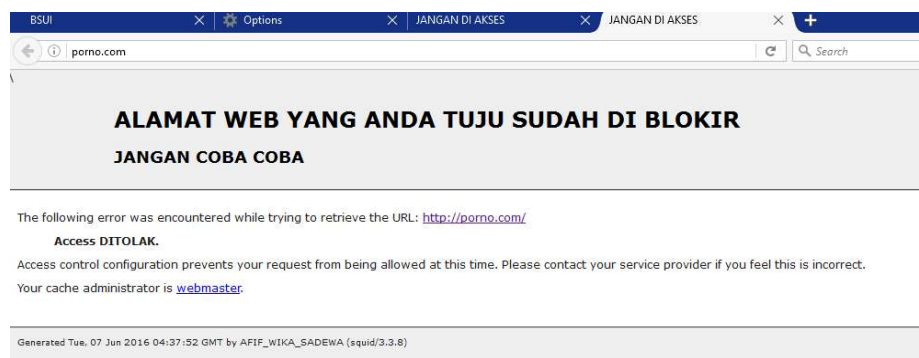 BSUI Options JANGAN DI AKSES JANGAN DI AKSES
porno.com Search
\
ALAMAT WEB YANG ANDA TUJU SUDAH DI BLOKIR
JANGAN COBA COBA
The following error was encountered while trying to retrieve the URL: http://porno.com/
Access DITOLAK.
Access control configuration prevents your request from being allowed at this time. Please contact your service provider if you feel this is incorrect.
Your cache administrator is webmaster.
Generated Tue, 07 Jun 2016 04:37:52 GMT by AFIF_WIKA_SADEWA (squid/3.3.8)